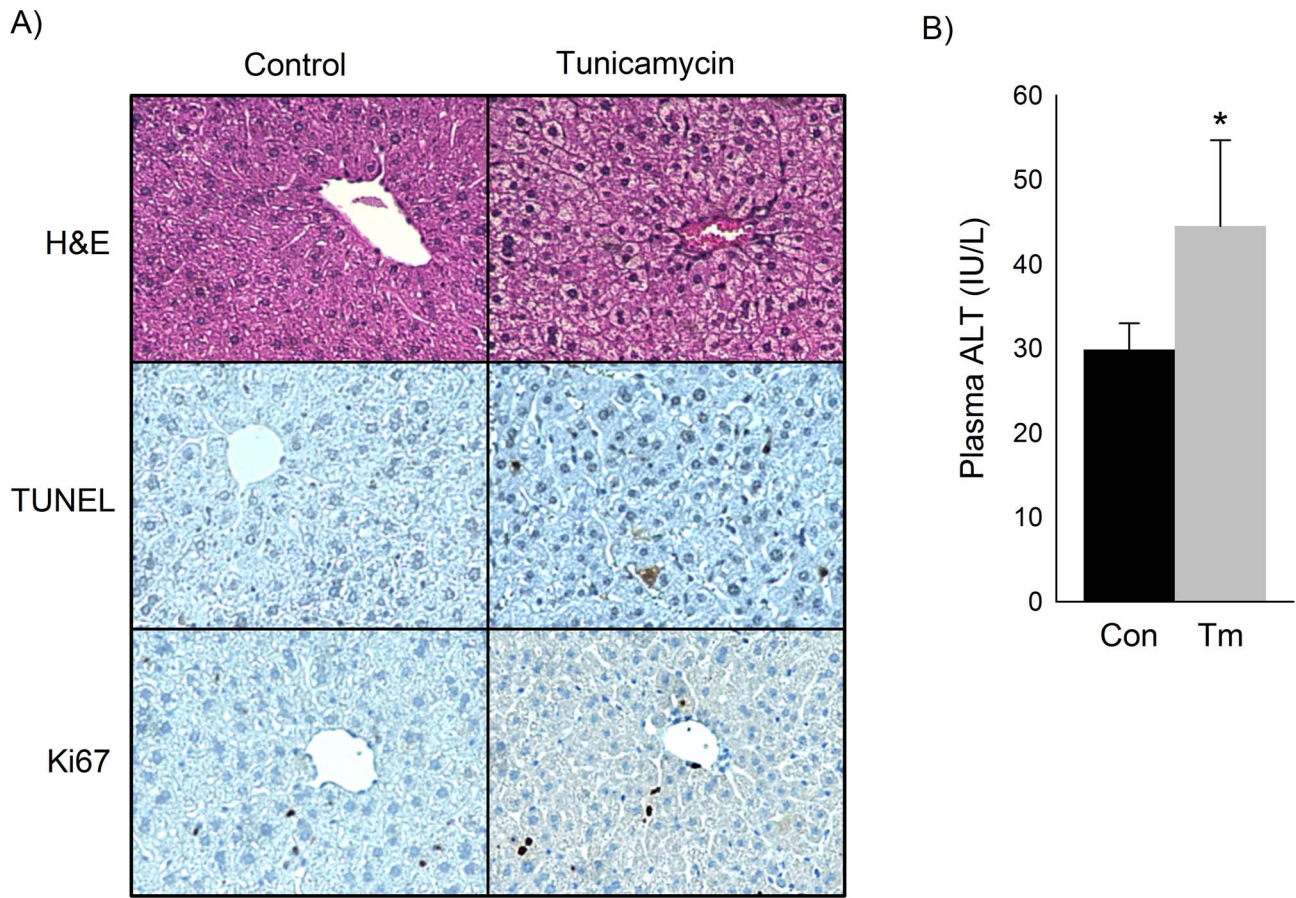 A)
Control
Tunicamycin
H&E
TUNEL
Ki67
B)
Plasma ALT (IU/L)
60
50
40
30
20
10
0
*
Con
Tm